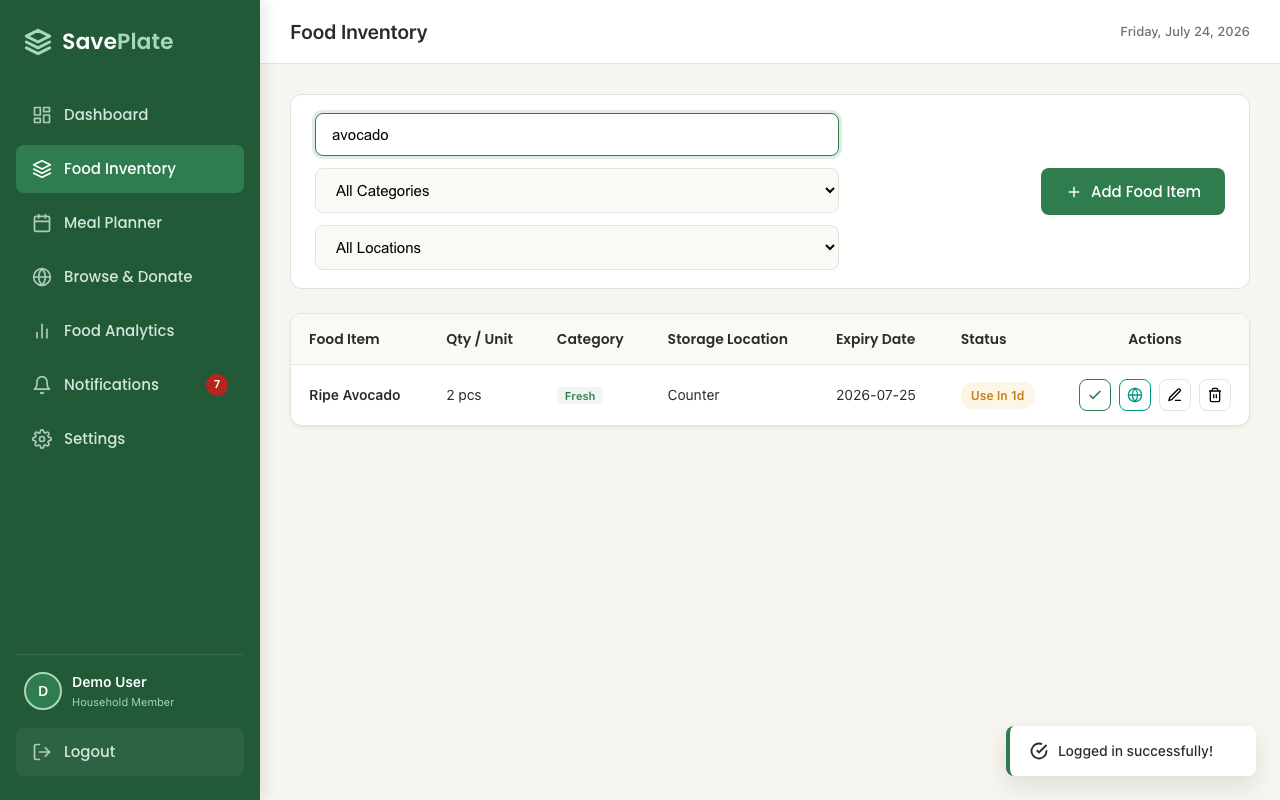 SavePlate
Dashboard
Food Inventory
Meal Planner
Browse & Donate
Food Analytics
Notifications 7
Settings
D
Demo User
Household Member
Logout
Food Inventory
Friday, July 24, 2026
avocado
All Categories
All Locations
Add Food Item
Food Item Qty / Unit Category Storage Location Expiry Date Status Actions
Ripe Avocado 2 pcs Fresh Counter 2026-07-25 Use In 1d
Logged in successfully!